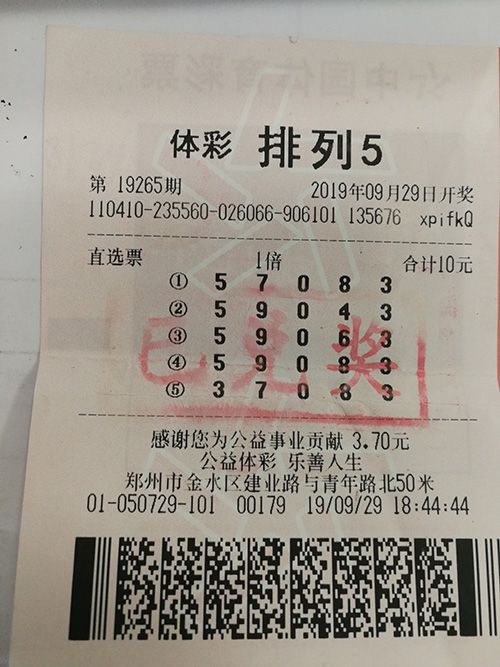 中国体育彩票
体彩 排列5
第 19265期 2019年09月29日开奖
110410-235560-026066-906101 135676 xpifkQ
直选票 1倍 合计10元
① 5 7 0 8 3
② 5 9 0 4 3
③ 5 9 0 6 3
④ 5 9 0 8 3
⑤ 3 7 0 8 3
已兑奖
感谢您为公益事业贡献 3.70元
公益体彩 乐善人生
郑州市金水区建业路与青年路北50米
01-050729-101 00179 19/09/29 18:44:44